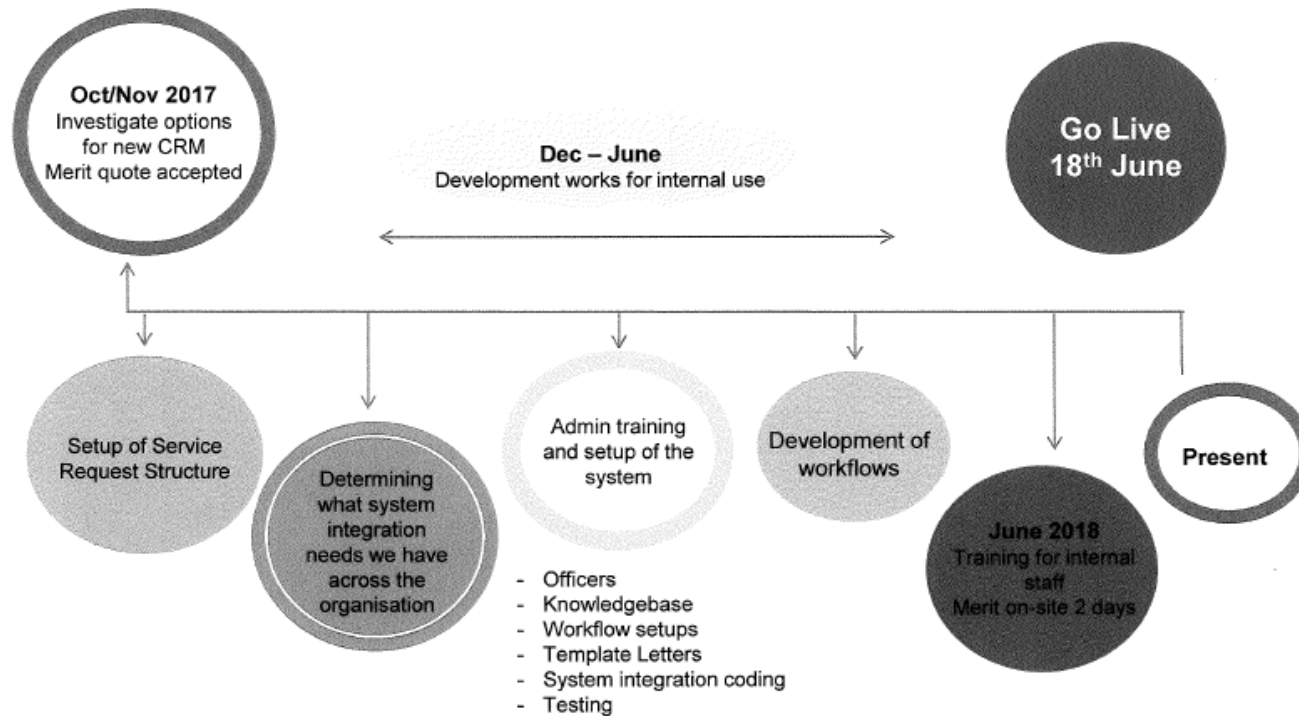 Oct/Nov 2017
Investigate options
for new CRM
Merit quote accepted
Dec – June
Development works for internal use
Go Live
18th June
Setup of Service
Request Structure
Determining
what system
integration
needs we have
across the
organisation
Admin training
and setup of the
system
- Officers
- Knowledgebase
- Workflow setups
- Template Letters
- System integration coding
- Testing
Development of
workflows
June 2018
Training for internal
staff
Merit on-site 2 days
Present